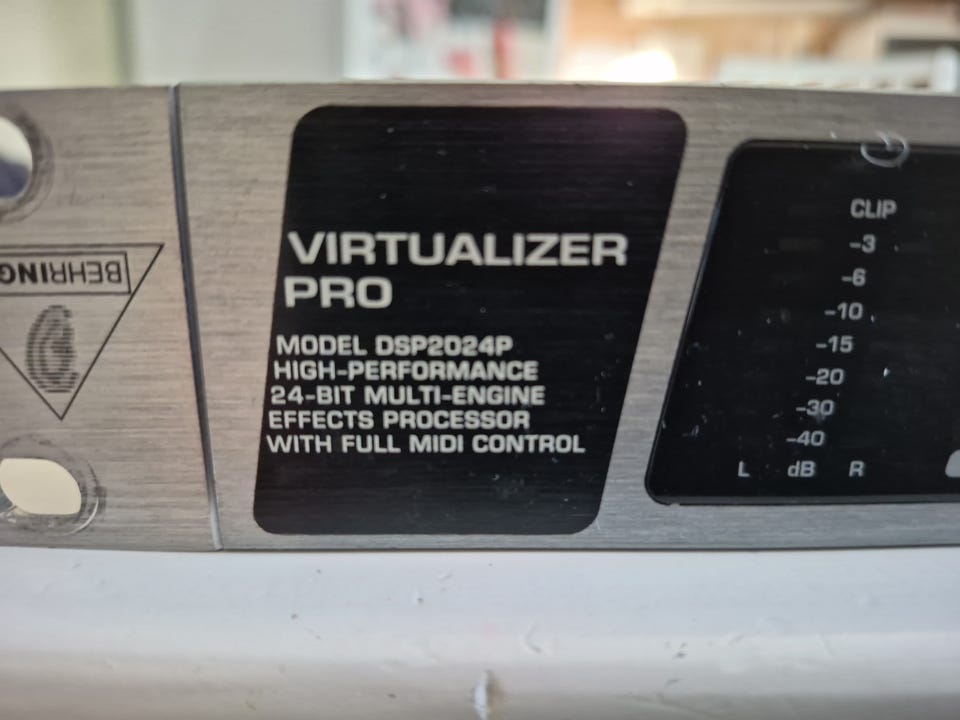 BEHRING
VIRTUALIZER
PRO
MODEL DSP2024P
HIGH-PERFORMANCE
24-BIT MULTI-ENGINE
EFFECTS PROCESSOR
WITH FULL MIDI CONTROL
CLIP
-3
-6
-10
-15
-20
-30
-40
L dB R